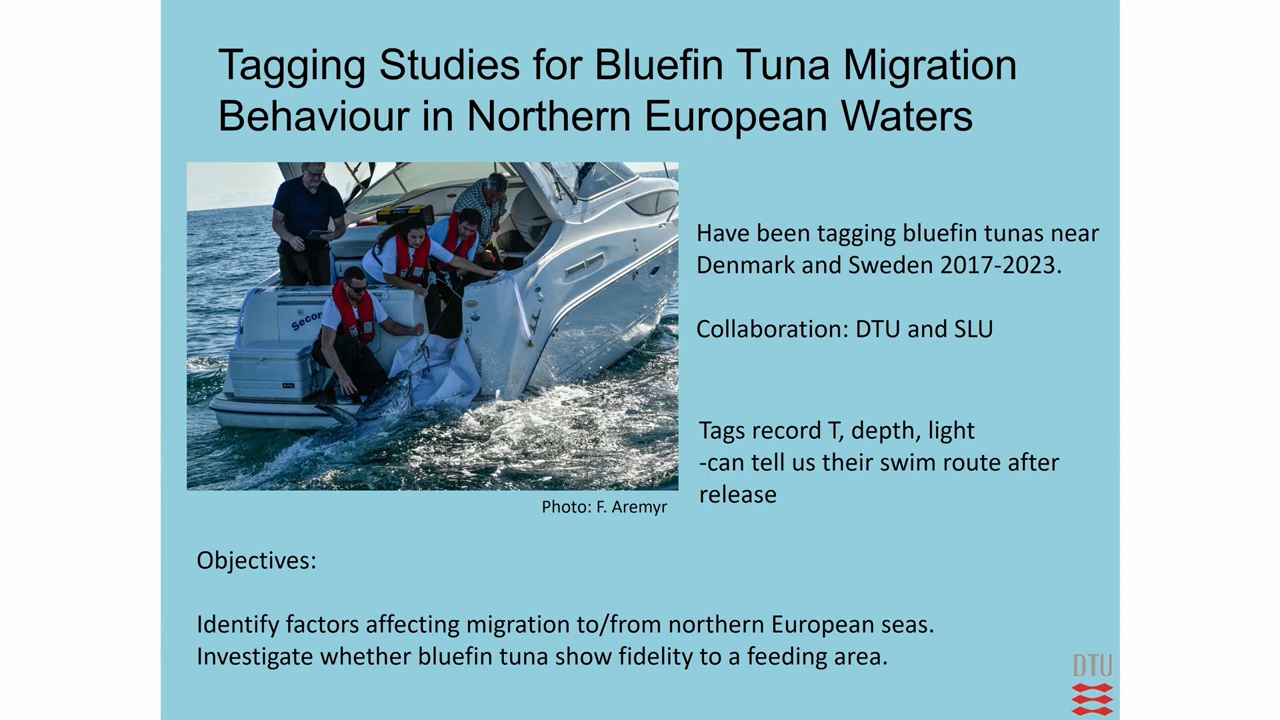 Tagging Studies for Bluefin Tuna Migration
Behaviour in Northern European Waters
Have been tagging bluefin tunas near
Denmark and Sweden 2017-2023.
Collaboration: DTU and SLU
Secon
Tags record T, depth, light
-can tell us their swim route after
release
Photo: F. Aremyr
Objectives:
Identify factors affecting migration to/from northern European seas.
Investigate whether bluefin tuna show fidelity to a feeding area.
DTU